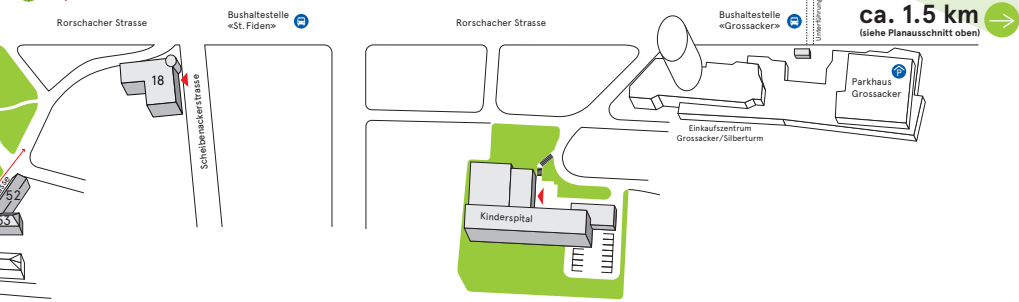 Rorschacher Strasse
Bushaltestelle
«St. Fiden»
Rorschacher Strasse
Bushaltestelle
«Grossacker»
Unterführung
ca. 1.5 km
(siehe Planausschnitt oben)
18
Scheibenackerstrasse
P
Parkhaus
Grossacker
Einkaufszentrum
Grossacker/Silberturm
52
Kinderspital